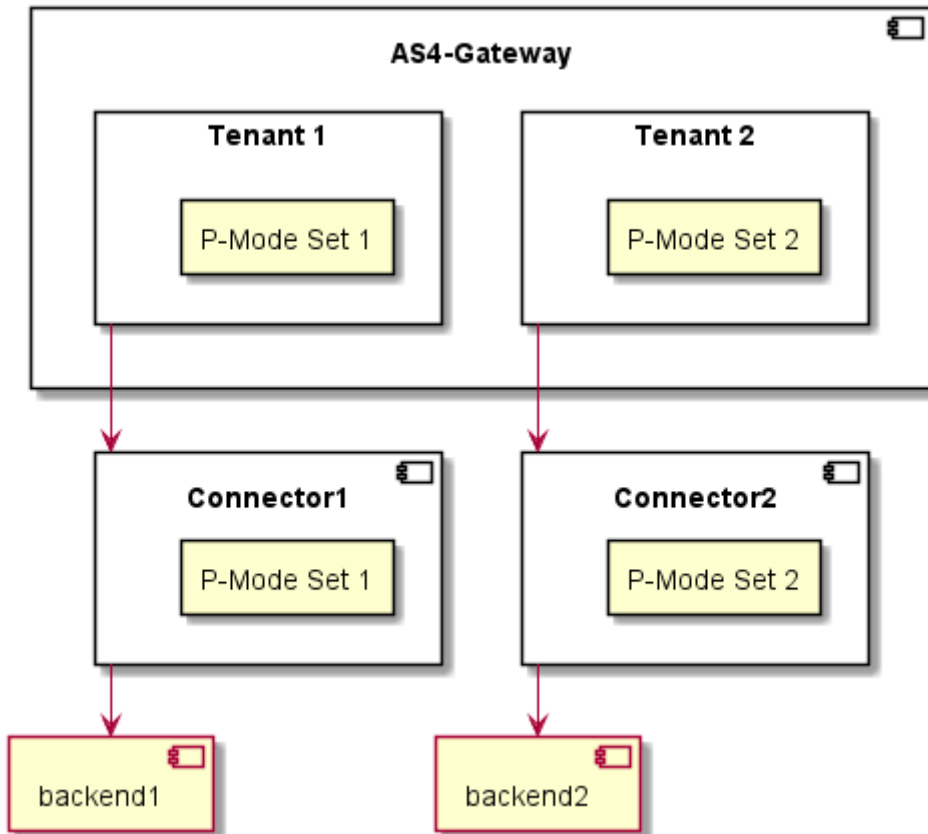 AS4-Gateway
Tenant 1
Tenant 2
P-Mode Set 1
P-Mode Set 2
Connector1
Connector2
P-Mode Set 1
P-Mode Set 2
backend1
backend2